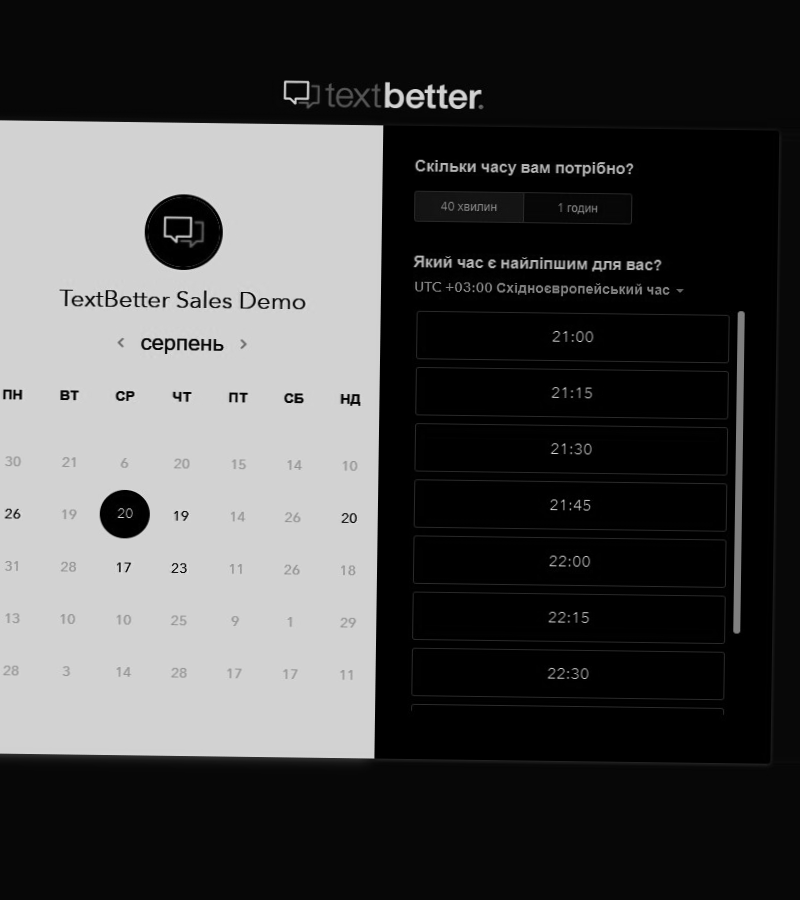 textbetter.
TextBetter Sales Demo
серпень
ПН ВТ СР ЧТ ПТ СБ НД
30 21 6 20 15 14 10
26 19 20 19 14 26 20
31 28 17 23 11 26 18
13 10 10 25 9 1 29
28 3 14 28 17 17 11
Скільки часу вам потрібно?
40 хвилин 1 годин
Який час є найліпшим для вас?
UTC +03:00 Східноєвропейський час
21:00
21:15
21:30
21:45
22:00
22:15
22:30